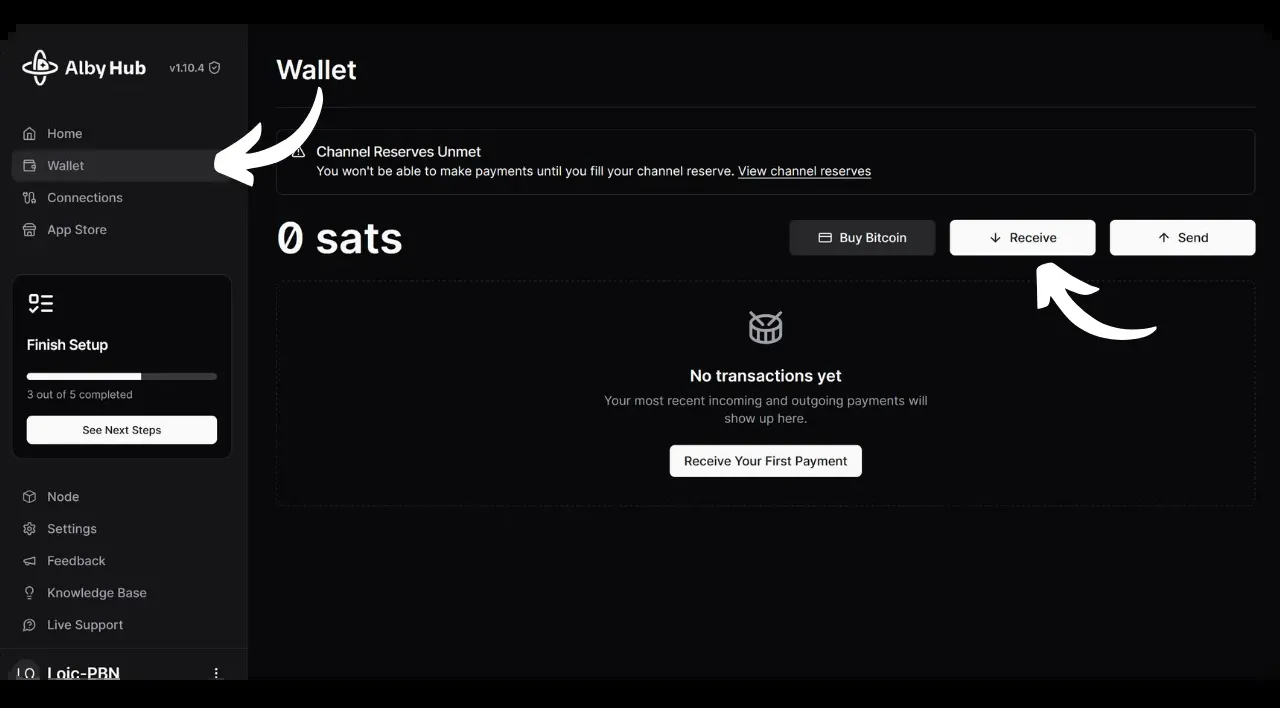 Alby Hub v1.10.4
Home
Wallet
Connections
App Store
Finish Setup
3 out of 5 completed
See Next Steps
Node
Settings
Feedback
Knowledge Base
Live Support
LO Loic-PBN
Wallet
Channel Reserves Unmet
You won't be able to make payments until you fill your channel reserve. View channel reserves
0 sats
Buy Bitcoin
Receive
Send
No transactions yet
Your most recent incoming and outgoing payments will
show up here.
Receive Your First Payment